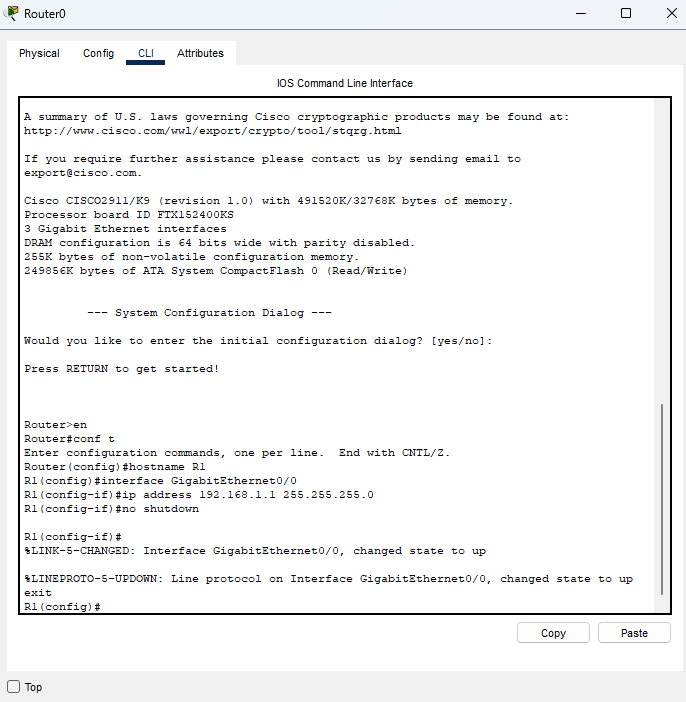 Router0
Physical Config CLI Attributes
IOS Command Line Interface
A summary of U.S. laws governing Cisco cryptographic products may be found at:
http://www.cisco.com/wwl/export/crypto/tool/stqrg.html
If you require further assistance please contact us by sending email to
export@cisco.com.
Cisco CISCO2911/K9 (revision 1.0) with 491520K/32768K bytes of memory.
Processor board ID FTX152400KS
3 Gigabit Ethernet interfaces
DRAM configuration is 64 bits wide with parity disabled.
255K bytes of non-volatile configuration memory.
249856K bytes of ATA System CompactFlash 0 (Read/Write)
--- System Configuration Dialog ---
Would you like to enter the initial configuration dialog? [yes/no]:
Press RETURN to get started!
Router>en
Router#conf t
Enter configuration commands, one per line.  End with CNTL/Z.
Router(config)#hostname R1
R1(config)#interface GigabitEthernet0/0
R1(config-if)#ip address 192.168.1.1 255.255.255.0
R1(config-if)#no shutdown
R1(config-if)#
%LINK-5-CHANGED: Interface GigabitEthernet0/0, changed state to up
%LINEPROTO-5-UPDOWN: Line protocol on Interface GigabitEthernet0/0, changed state to up
exit
R1(config)#
Copy Paste
Top